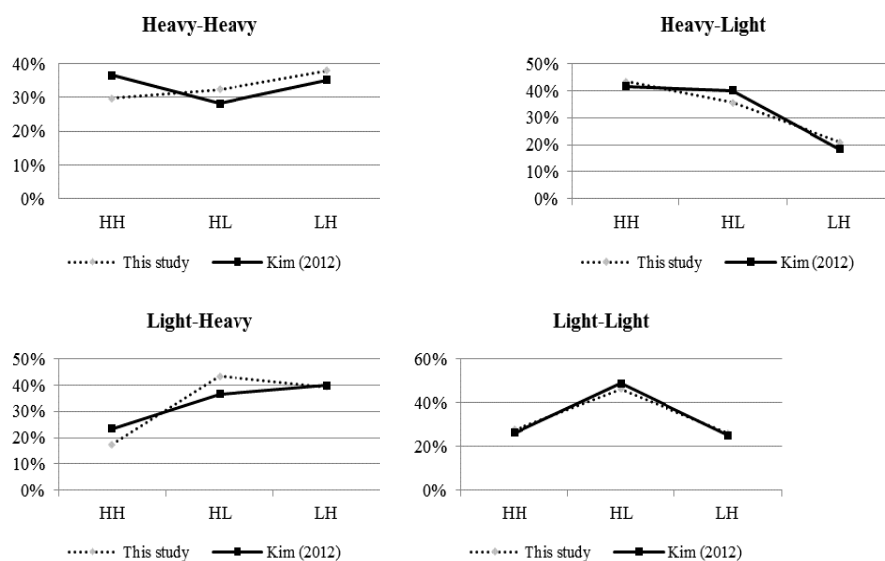 Heavy-Heavy
40%
30%
20%
10%
0%
HH HL LH
This study Kim (2012)
Heavy-Light
50%
40%
30%
20%
10%
0%
HH HL LH
This study Kim (2012)
Light-Heavy
50%
40%
30%
20%
10%
0%
HH HL LH
This study Kim (2012)
Light-Light
60%
40%
20%
0%
HH HL LH
This study Kim (2012)